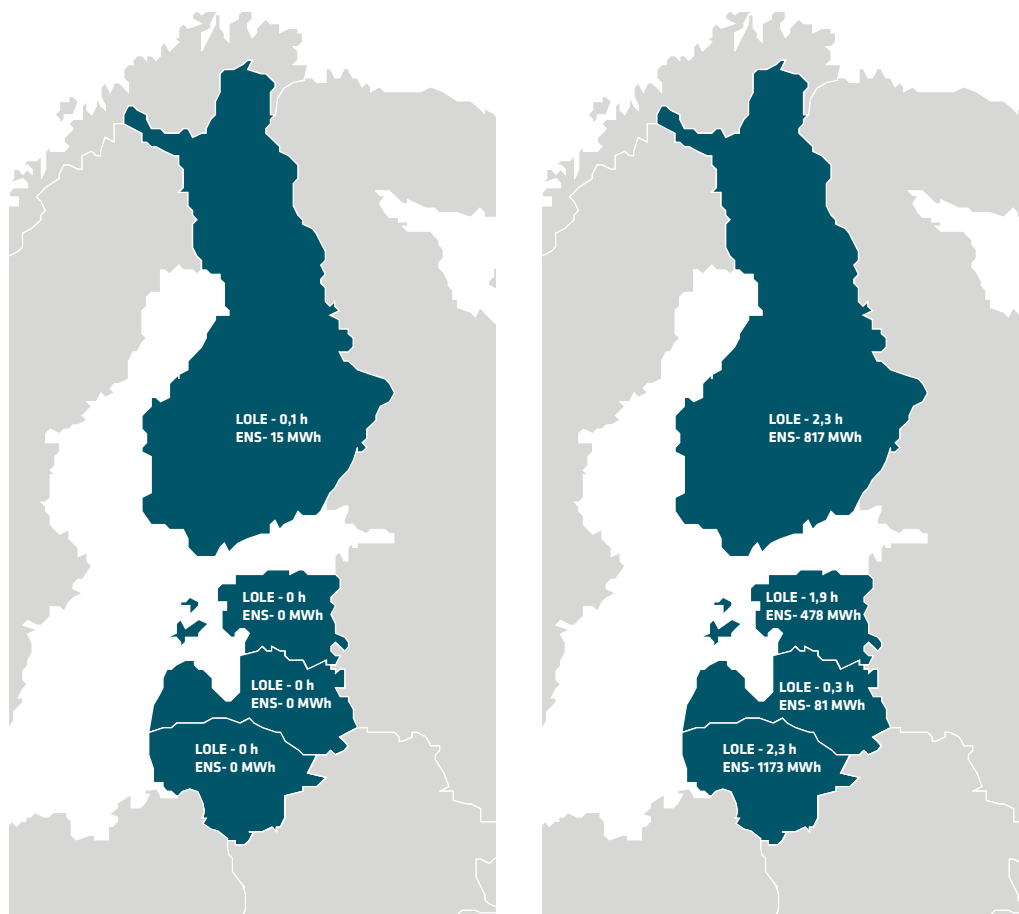 LOLE - 0,1 h
ENS- 15 MWh
LOLE - 0 h
ENS- 0 MWh
LOLE - 0 h
ENS- 0 MWh
LOLE - 0 h
ENS- 0 MWh
LOLE - 2,3 h
ENS- 817 MWh
LOLE - 1,9 h
ENS- 478 MWh
LOLE - 0,3 h
ENS- 81 MWh
LOLE - 2,3 h
ENS- 1173 MWh